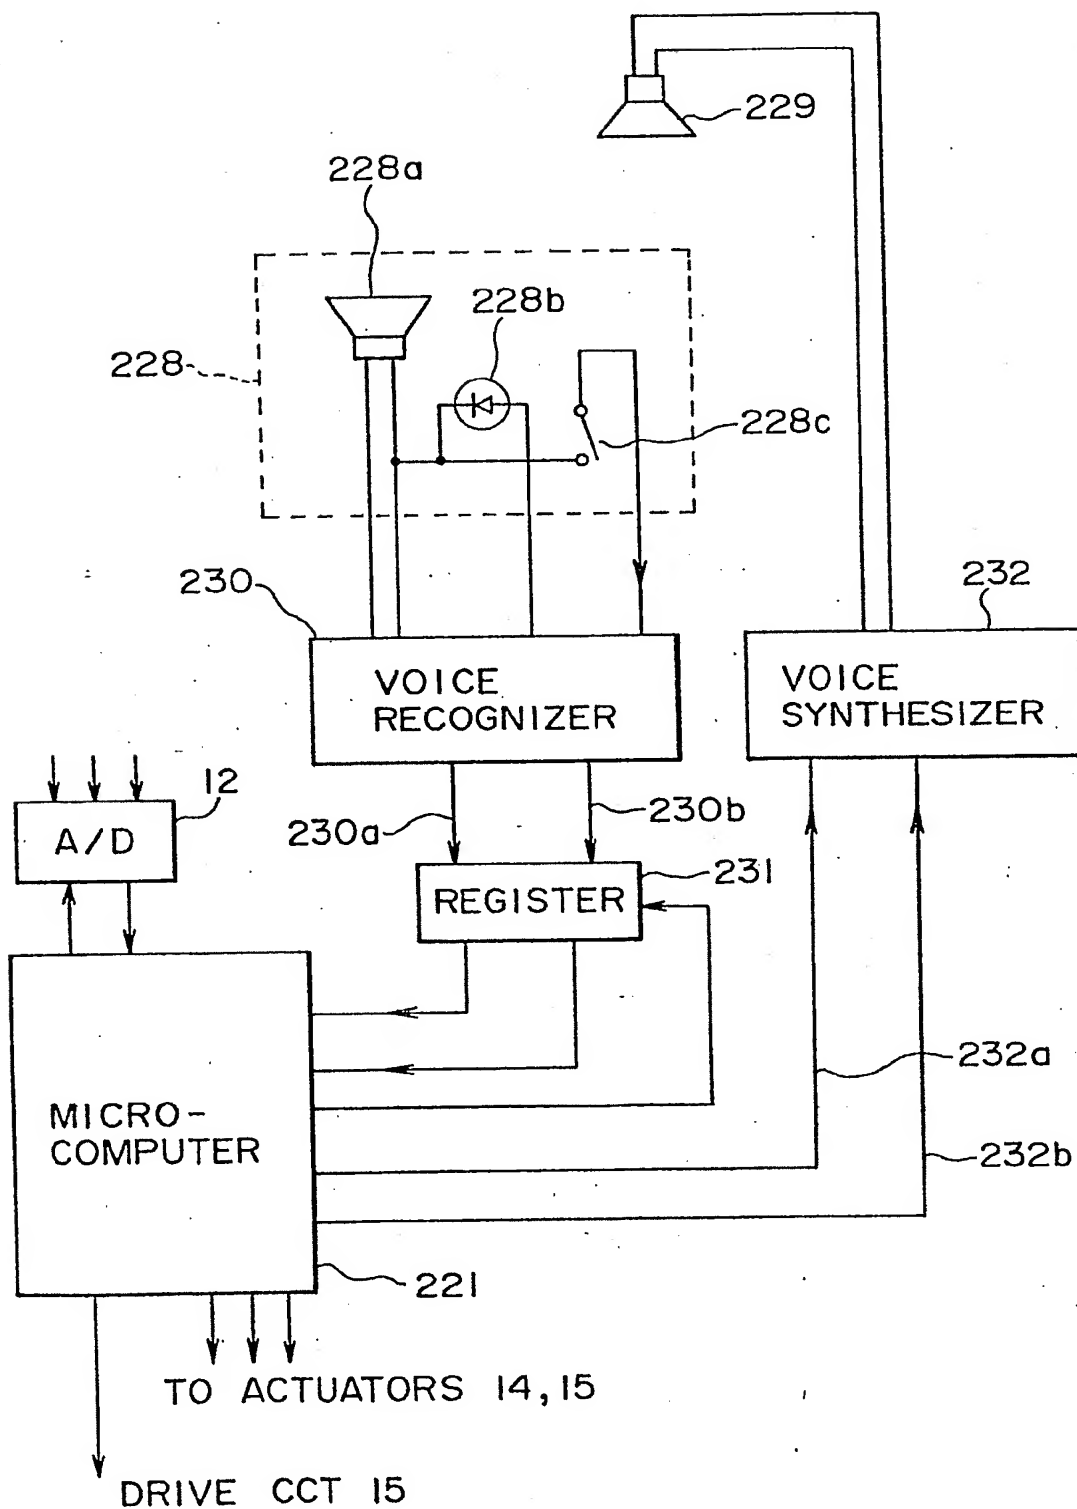 229
228a
228b
228
228c
230
232
VOICE
RECOGNIZER
VOICE
SYNTHESIZER
12
A/D
230a
230b
231
REGISTER
232a
MICRO-
COMPUTER
232b
221
TO ACTUATORS 14, 15
DRIVE CCT 15